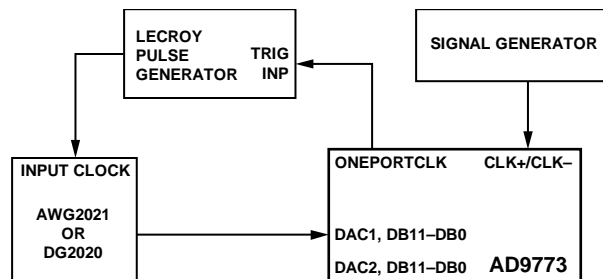 LECROY
PULSE
GENERATOR
TRIG
INP
SIGNAL GENERATOR
INPUT CLOCK
AWG2021
OR
DG2020
ONEPORTCLK
CLK+/CLK–
DAC1, DB11–DB0
DAC2, DB11–DB0
AD9773